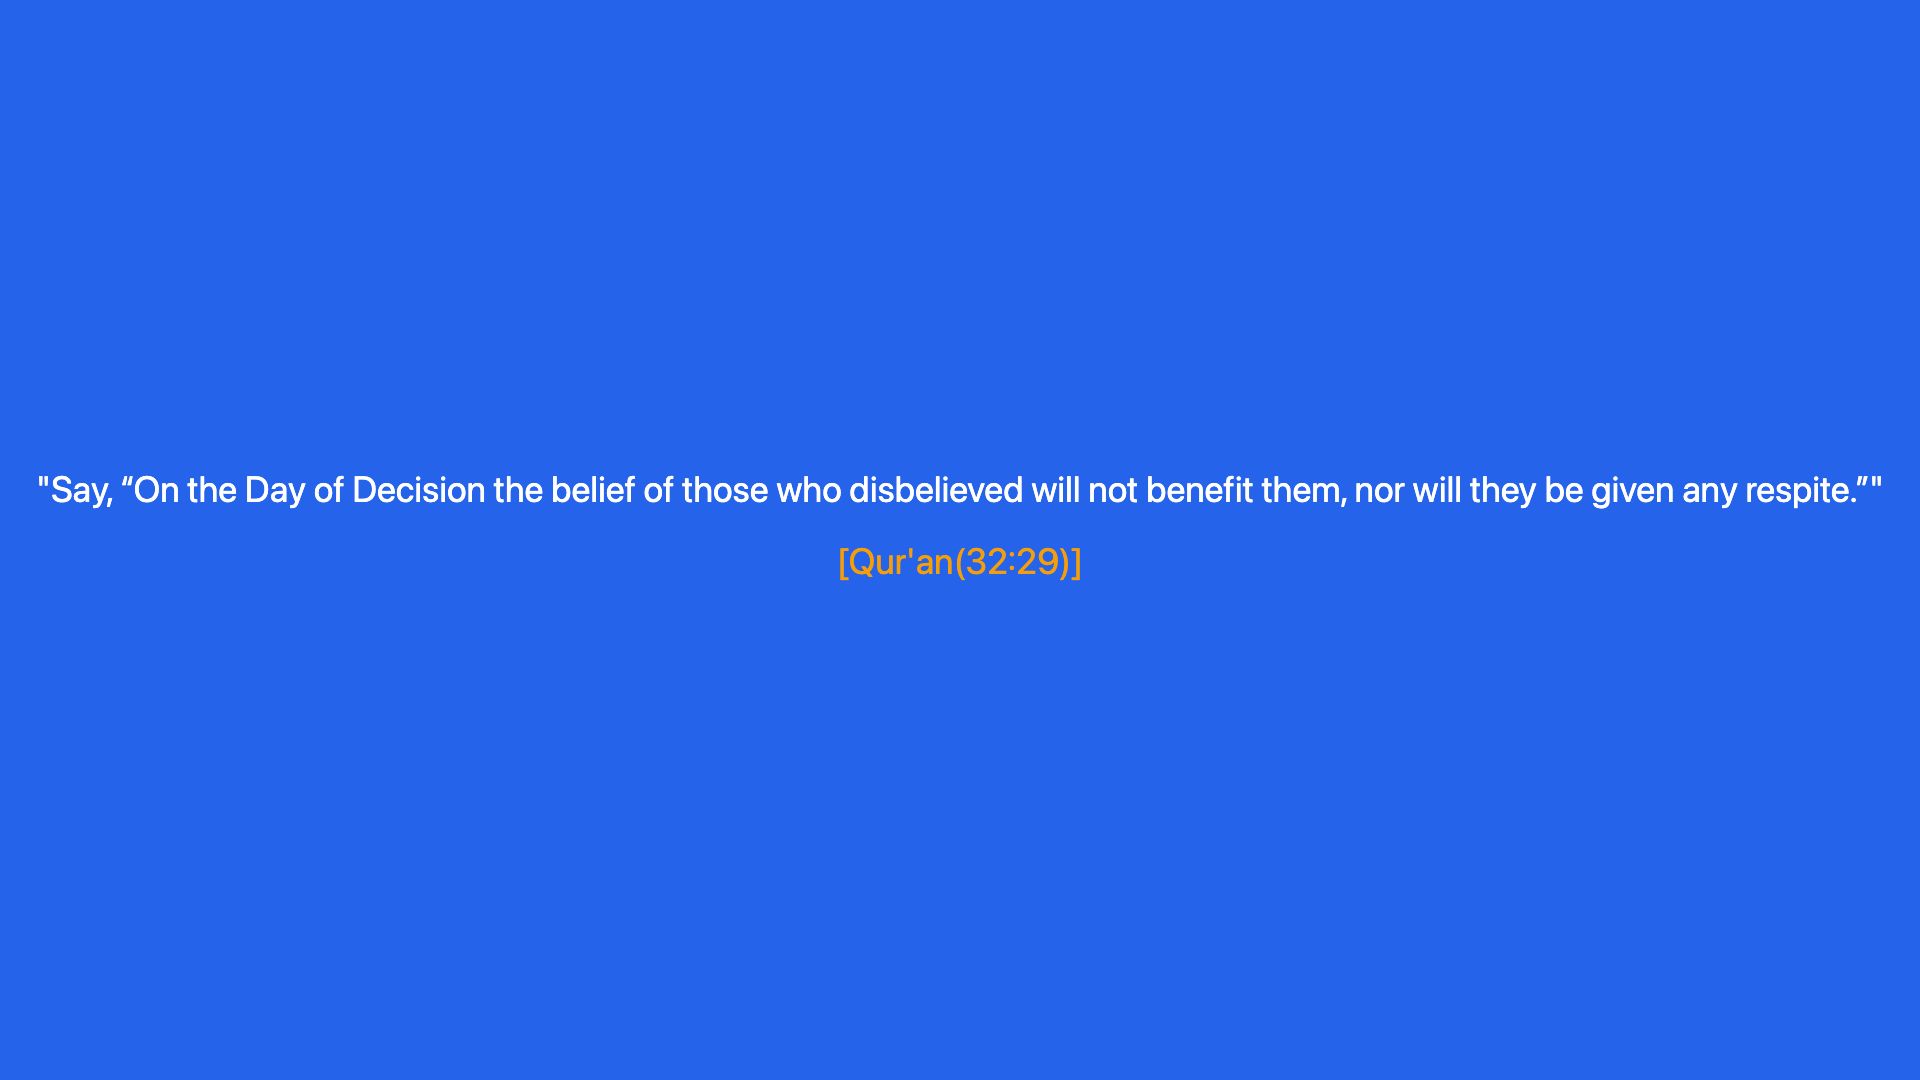 "Say, “On the Day of Decision the belief of those who disbelieved will not benefit them, nor will they be given any respite.”"
[Qur'an(32:29)]